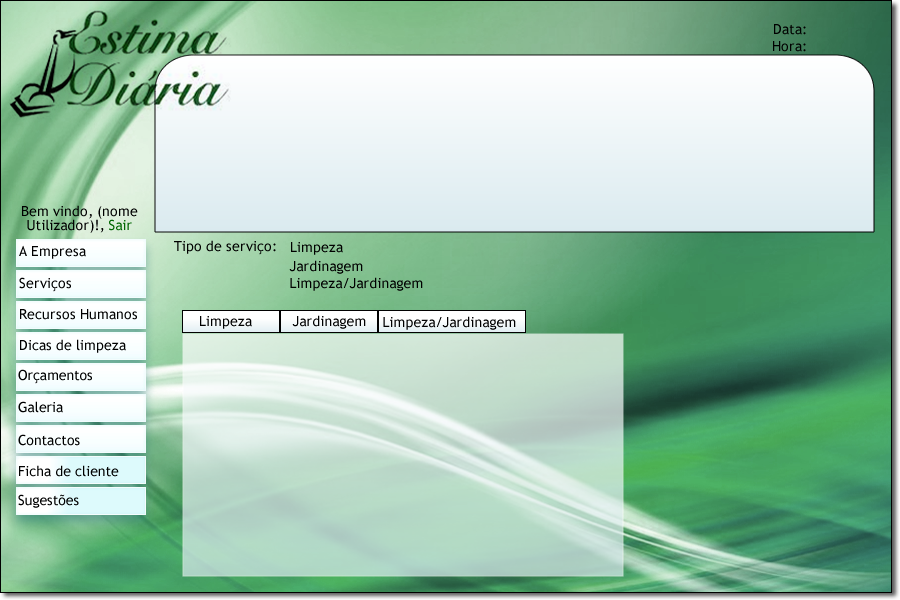 Estima
Diária
Data:
Hora:
Bem vindo, (nome
Utilizador)!, Sair
A Empresa
Serviços
Recursos Humanos
Dicas de limpeza
Orçamentos
Galeria
Contactos
Ficha de cliente
Sugestões
Tipo de serviço: Limpeza
Jardinagem
Limpeza/Jardinagem
Limpeza Jardinagem Limpeza/Jardinagem